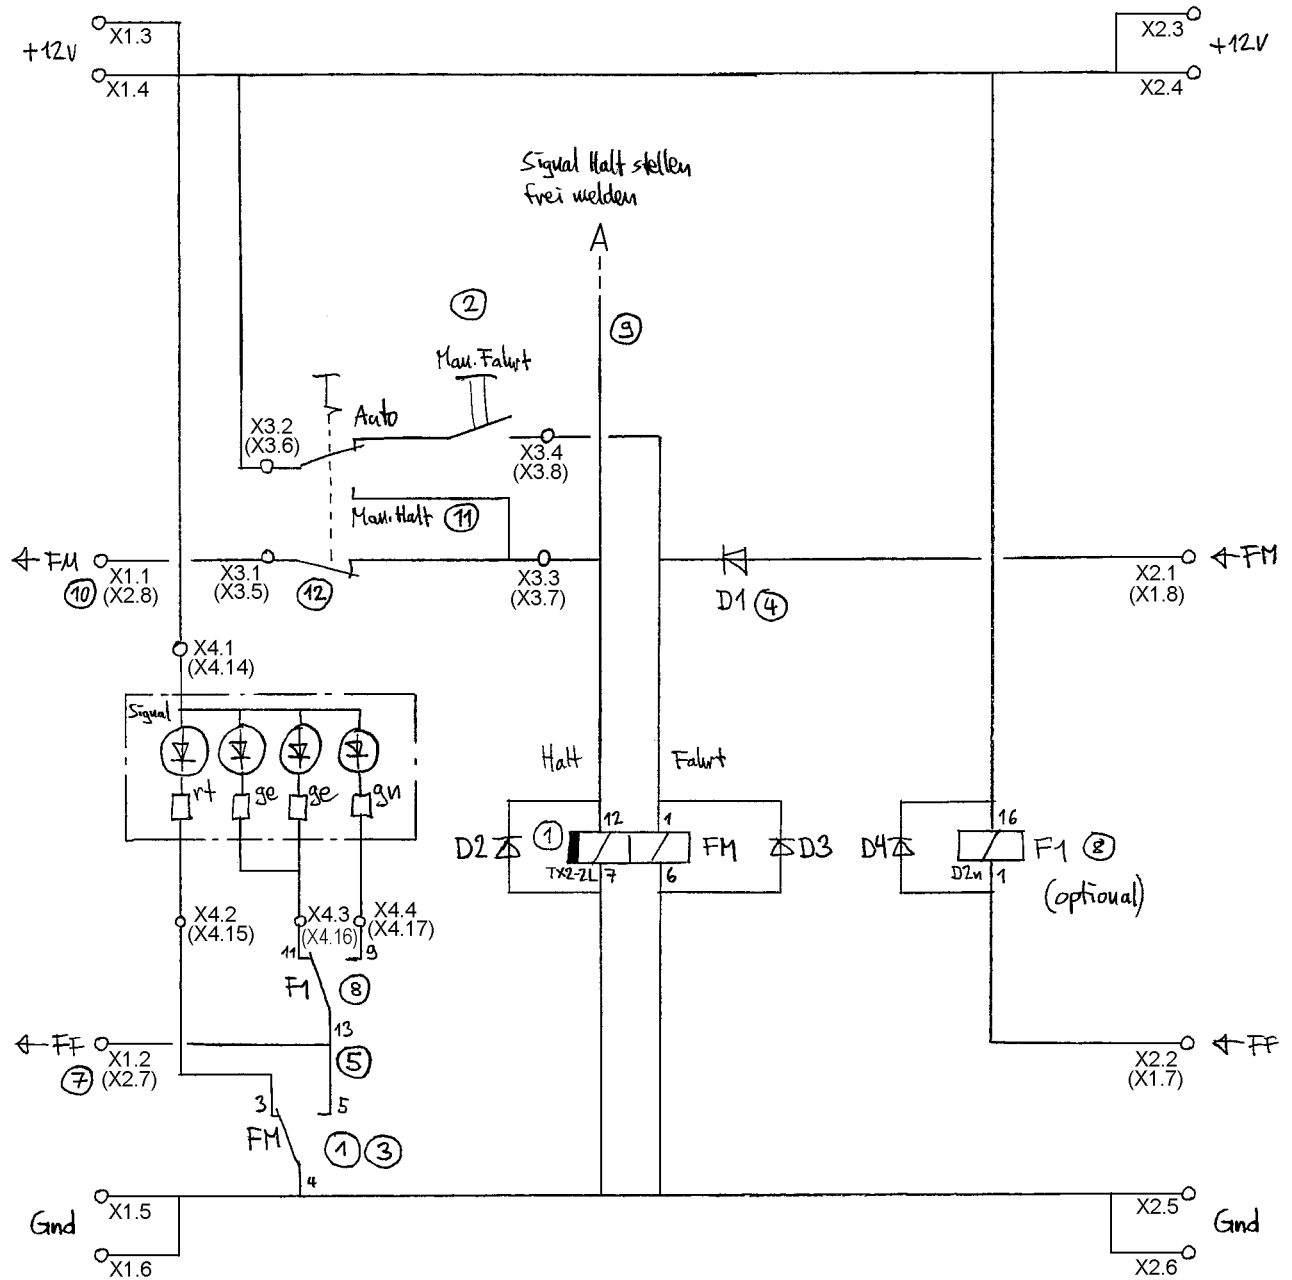 X1.3
X2.3
+12V
+12V
X1.4
X2.4
Signal Halt stellen
frei melden
2
9
Man. Fahrt
Auto
X3.2
(X3.6)
X3.4
(X3.8)
Man. Halt
11
FM
X1.1
10
(X2.8)
X3.1
(X3.5)
12
X3.3
(X3.7)
D1
4
X2.1
(X1.8)
FM
X4.1
(X4.14)
Signal
rt
ge
ge
gn
Halt
Fahrt
D2
1
12
1
FM
D3
TX2-2L
7
6
D4
16
F1
8
D2n
1
(optional)
X4.2
(X4.15)
X4.3
(X4.16)
X4.4
(X4.17)
11
9
F1
8
13
FF
X1.2
7
(X2.7)
5
X2.2
(X1.7)
FF
3
5
FM
1
3
4
X1.5
X2.5
Gnd
Gnd
X1.6
X2.6